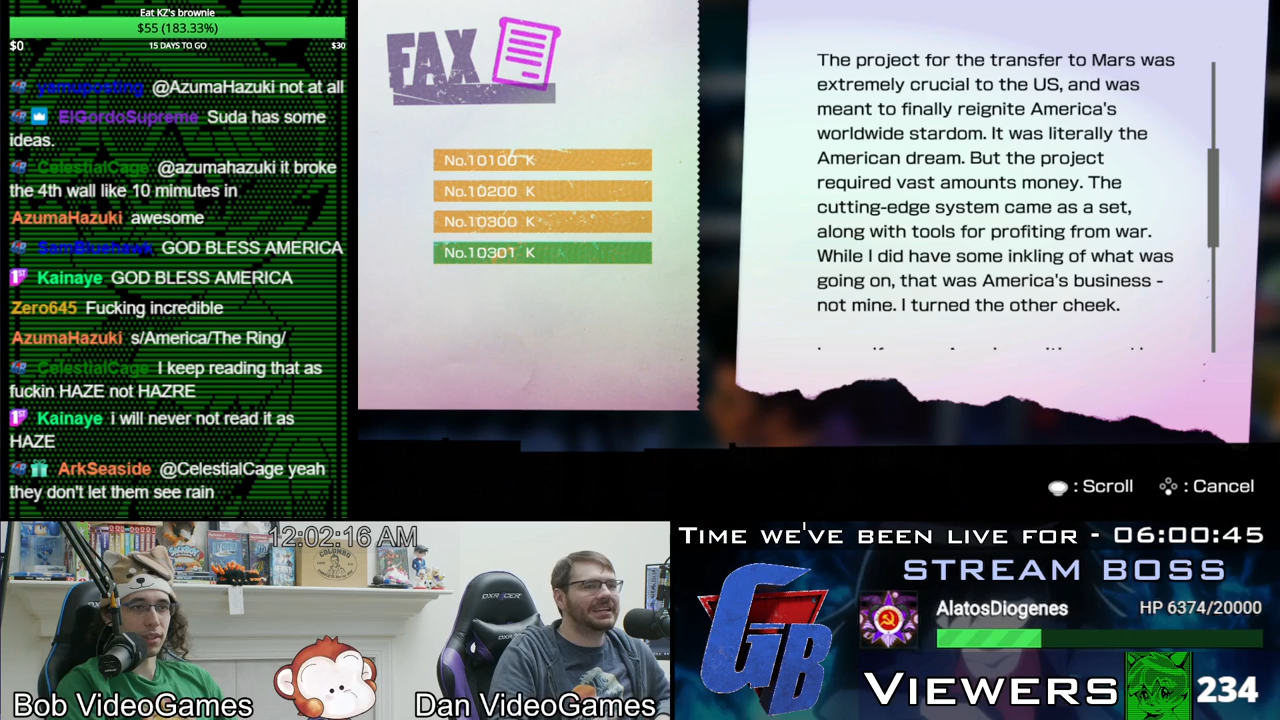 Eat KZ's brownie
$55 (183.33%)
$0
15 DAYS TO GO
$30
@AzumaHazuki not at all
ElGordoSupreme Suda has some
ideas.
CelestialCage @azumahazuki it broke
the 4th wall like 10 mimutes in
AzumaHazuki awesome
SamBluehawk GOD BLESS AMERICA
1ST Kainaye GOD BLESS AMERICA
Zero645 Fucking incredible
AzumaHazuki s/America/The Ring/
CelestialCage I keep reading that as
fuckin HAZE not HAZRE
1ST Kainaye i will never not read it as
HAZE
ArkSeaside @CelestialCage yeah
they don't let them see rain
FAX
No.10100 K
No.10200 K
No.10300 K
No.10301 K
The project for the transfer to Mars was
extremely crucial to the US, and was
meant to finally reignite America's
worldwide stardom. It was literally the
American dream. But the project
required vast amounts money. The
cutting-edge system came as a set,
along with tools for profiting from war.
While I did have some inkling of what was
going on, that was America's business -
not mine. I turned the other cheek.
: Scroll
: Cancel
12:02:16 AM
COLUMBO
DXRACER
Bob VideoGames
Dan VideoGames
TIME WE'VE BEEN LIVE FOR - 06:00:45
STREAM BOSS
AlatosDiogenes
HP 6374/20000
GB
VIEWERS
234